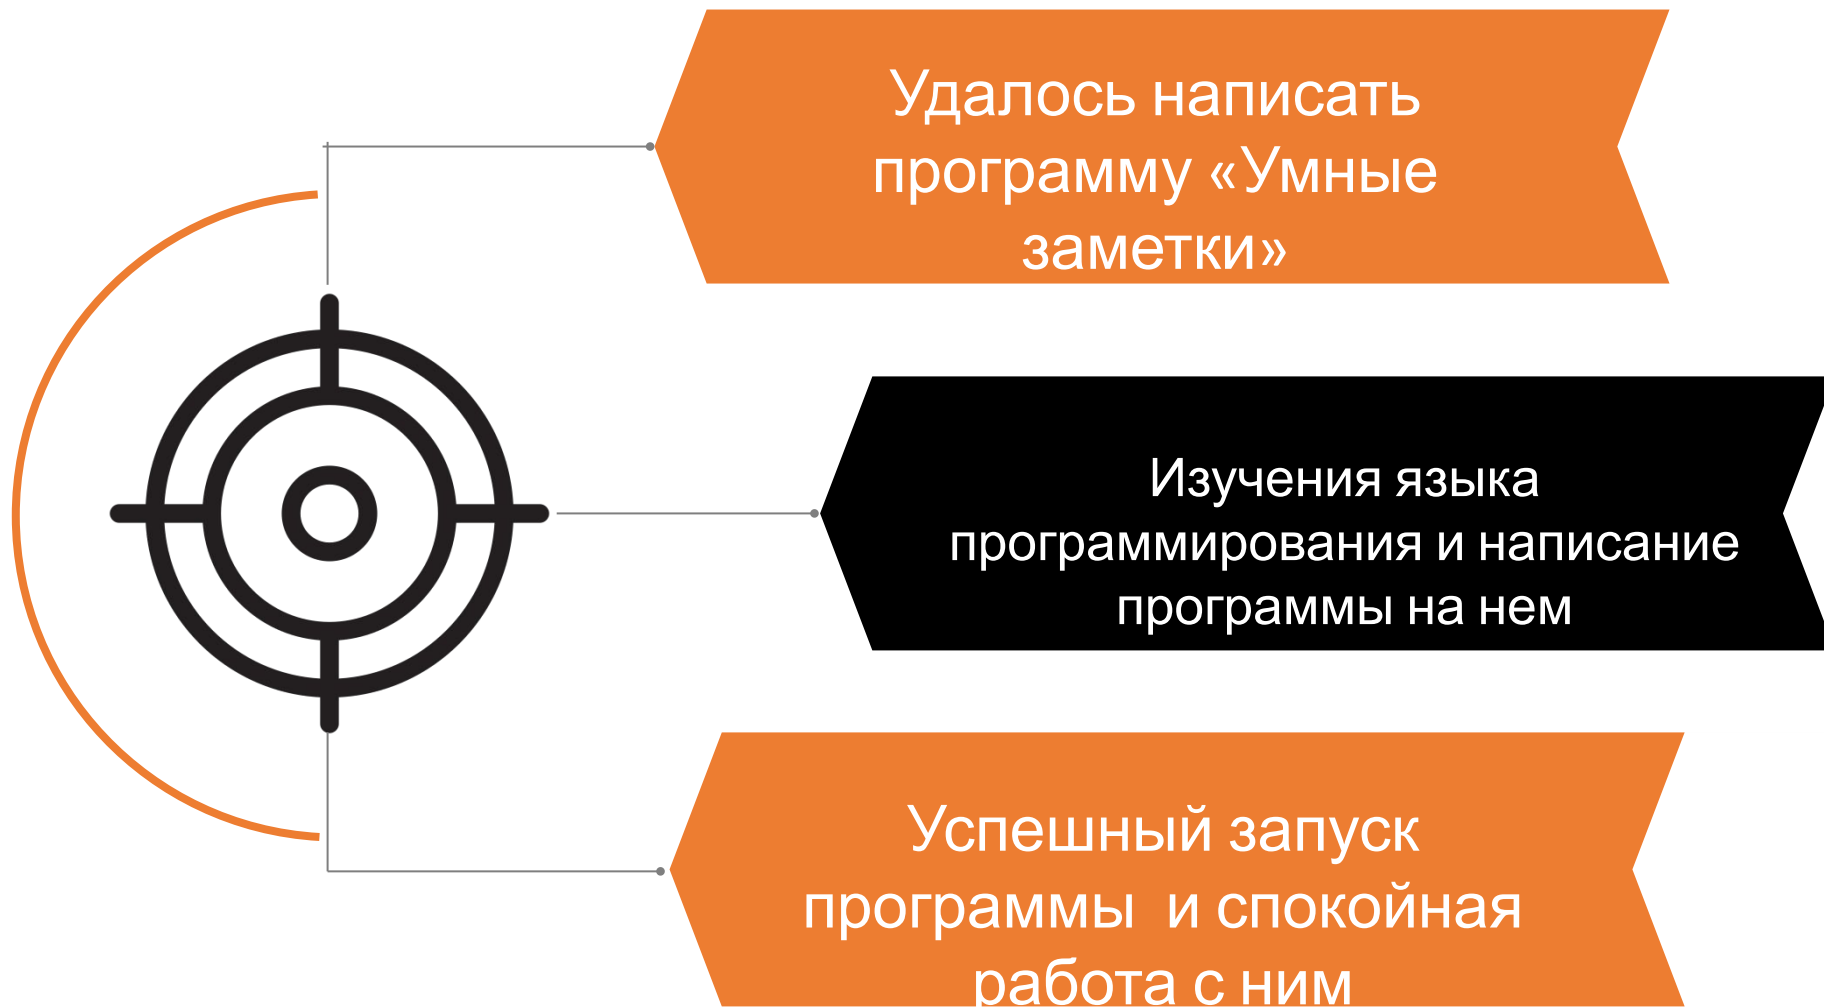 Удалось написать
программу «Умные
заметки»
Изучения языка
программирования и написание
программы на нем
Успешный запуск
программы  и спокойная
работа с ним